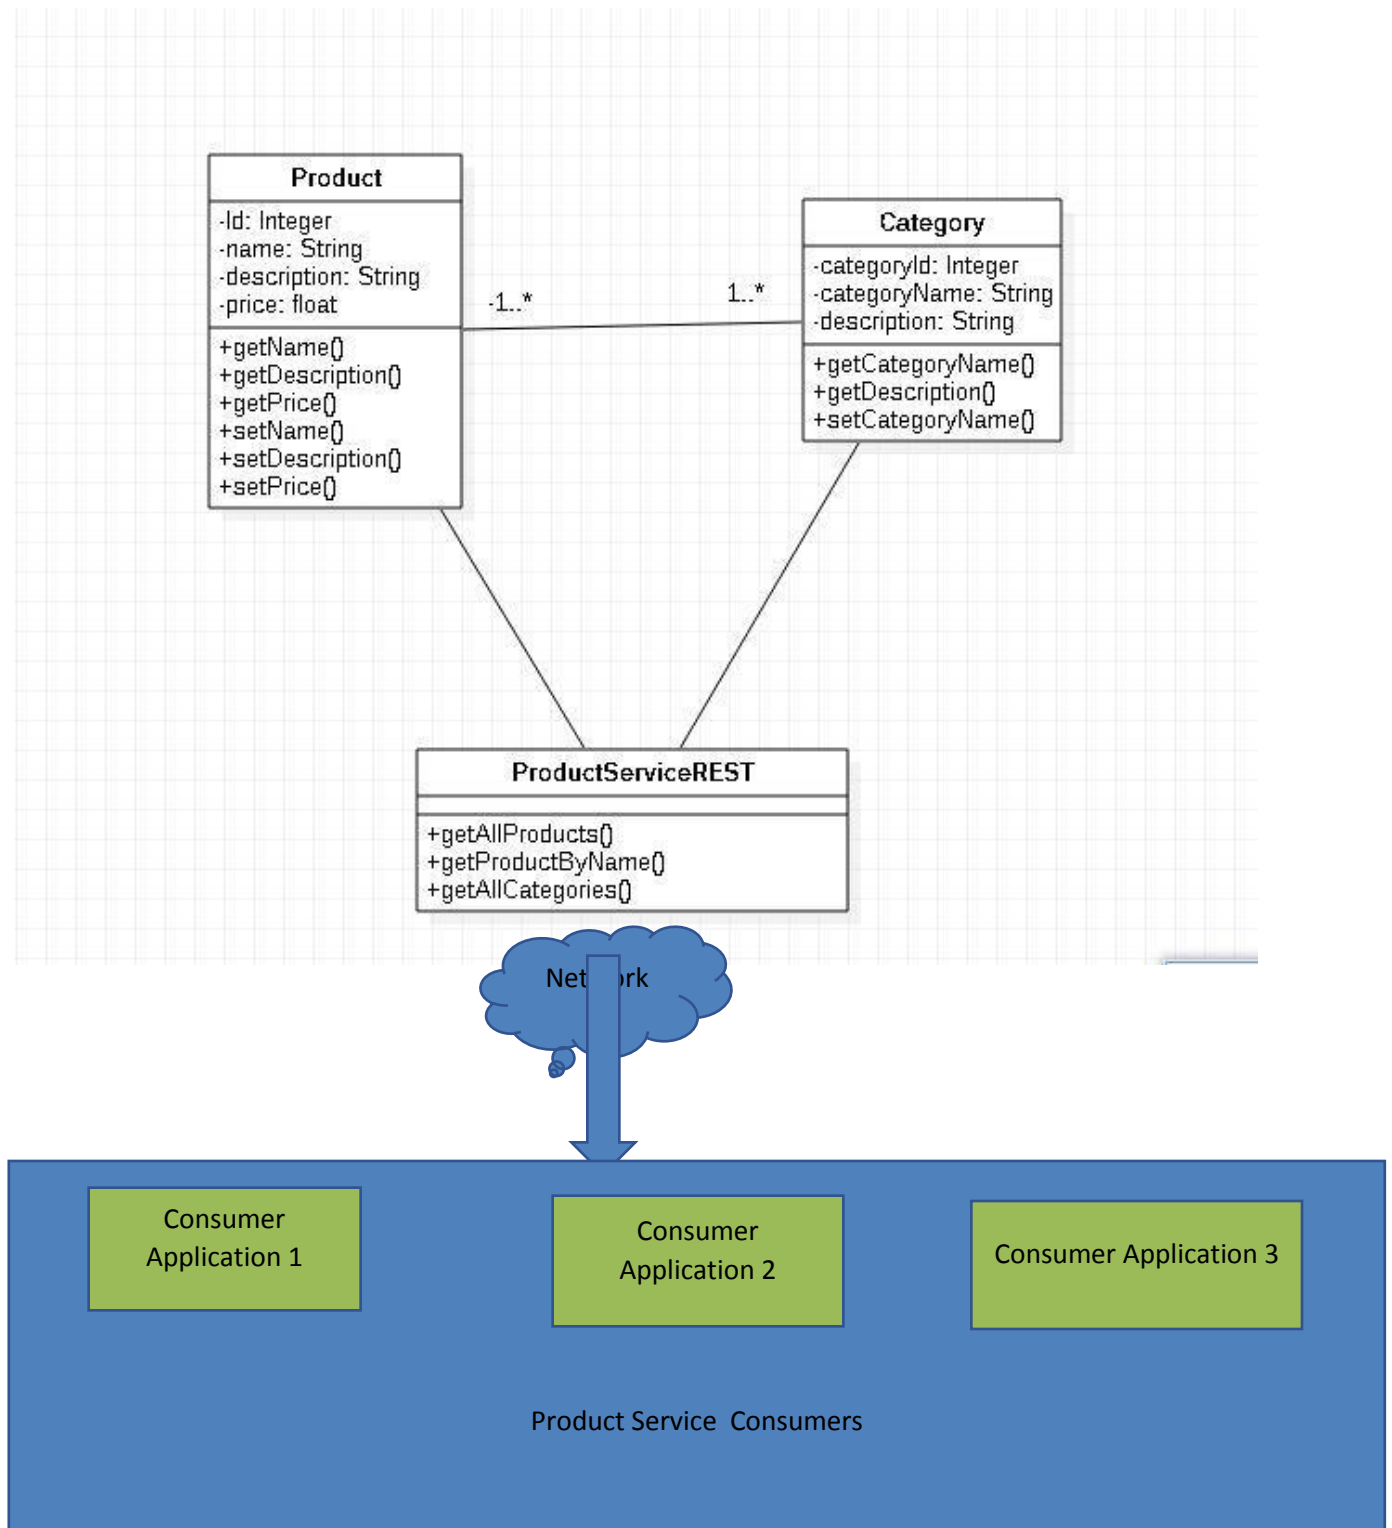 Product
-Id: Integer
-name: String
-description: String
-price: float
+getName()
+getDescription()
+getPrice()
+setName()
+setDescription()
+setPrice()
-1..*
1..*
Category
-categoryId: Integer
-categoryName: String
-description: String
+getCategoryName()
+getDescription()
+setCategoryName()
ProductServiceREST
+getAllProducts()
+getProductByName()
+getAllCategories()
Network
Consumer
Application 1
Consumer
Application 2
Consumer Application 3
Product Service  Consumers